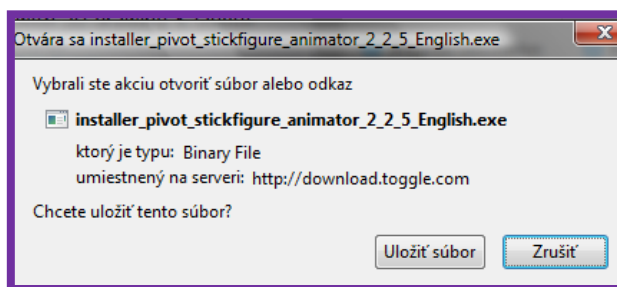 Otvára sa installer_pivot_stickfigure_animator_2_2_5_English.exe
Vybrali ste akciu otvoriť súbor alebo odkaz
installer_pivot_stickfigure_animator_2_2_5_English.exe
ktorý je typu: Binary File
umiestnený na serveri: http://download.toggle.com
Chcete uložiť tento súbor?
Uložiť súbor Zrušiť